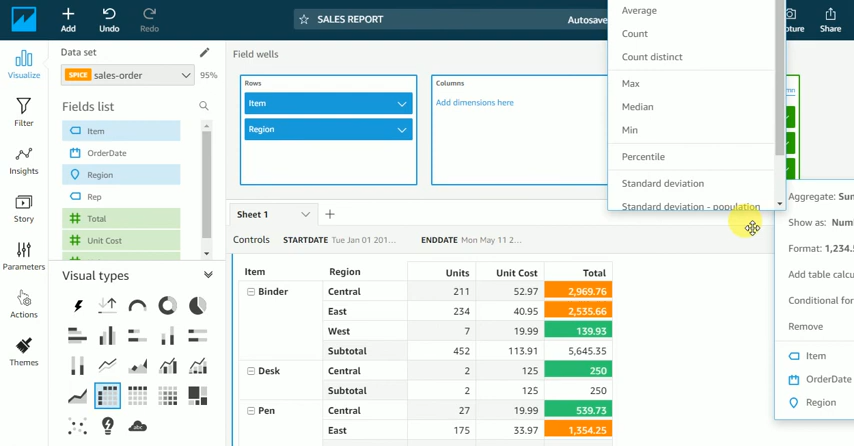 Add
Undo
Redo
SALES REPORT
Autosave
Share
Visualize
Filter
Insights
Story
Parameters
Actions
Themes
Data set
SPICE sales-order
95%
Fields list
Item
OrderDate
Region
Rep
Total
Unit Cost
Visual types
abc
Field wells
Rows
Item
Region
Columns
Add dimensions here
Average
Count
Count distinct
Max
Median
Min
Percentile
Standard deviation
Standard deviation - population
Aggregate: Sum
Show as:
Format: 1,234.
Add table calcu
Conditional for
Remove
Item
OrderDate
Region
Sheet 1
Controls STARTDATE Tue Jan 01 201... ENDDATE Mon May 11 2...
Item Region Units Unit Cost Total
Binder Central 211 52.97 2,969.76
East 234 40.95 2,535.66
West 7 19.99 139.93
Subtotal 452 113.91 5,645.35
Desk Central 2 125 250
Subtotal 2 125 250
Pen Central 27 19.99 539.73
East 175 33.97 1,354.25